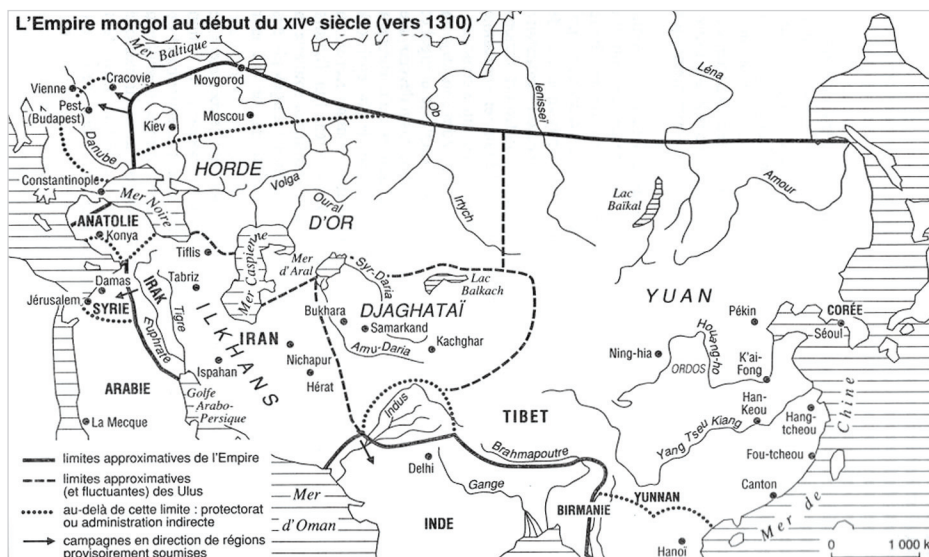 L'Empire mongol au début du XIVe siècle (vers 1310)
Mer Baltique
Cracovie
Novgorod
Vienne
Pest
(Budapest)
Kiev
Moscou
Danube
Ob
Ienisseï
Léna
HORDE
D'OR
Volga
Oural
Irtych
Lac
Baïkal
Amour
Constantinople
Mer Noire
ANATOLIE
Konya
Tiflis
Mer Caspienne
Mer
d'Aral
Syr-Daria
Lac
Balkach
Damas
Tabriz
Jérusalem
SYRIE
IRAK
Tigre
Euphrate
ILKHANS
IRAN
Bukhara
DJAGHATAÏ
Samarkand
Amu-Daria
Kachghar
YUAN
Pékin
CORÉE
Séoul
Ning-hia
Houang-ho
ORDOS
K'ai-
Fong
Ispahan
Nichapur
Hérat
ARABIE
Golfe
Arabo-
Persique
La Mecque
Indus
TIBET
Han-
Keou
Hang-
tcheou
Yang Tseu Kiang
Fou-tcheou
Brahmapoutre
Delhi
Gange
Canton
YUNNAN
BIRMANIE
Mer de Chine
Mer
d'Oman
INDE
Hanoï
limites approximatives de l'Empire
limites approximatives
(et fluctuantes) des Ulus
au-delà de cette limite : protectorat
ou administration indirecte
campagnes en direction de régions
provisoirement soumises
0 1 000 k